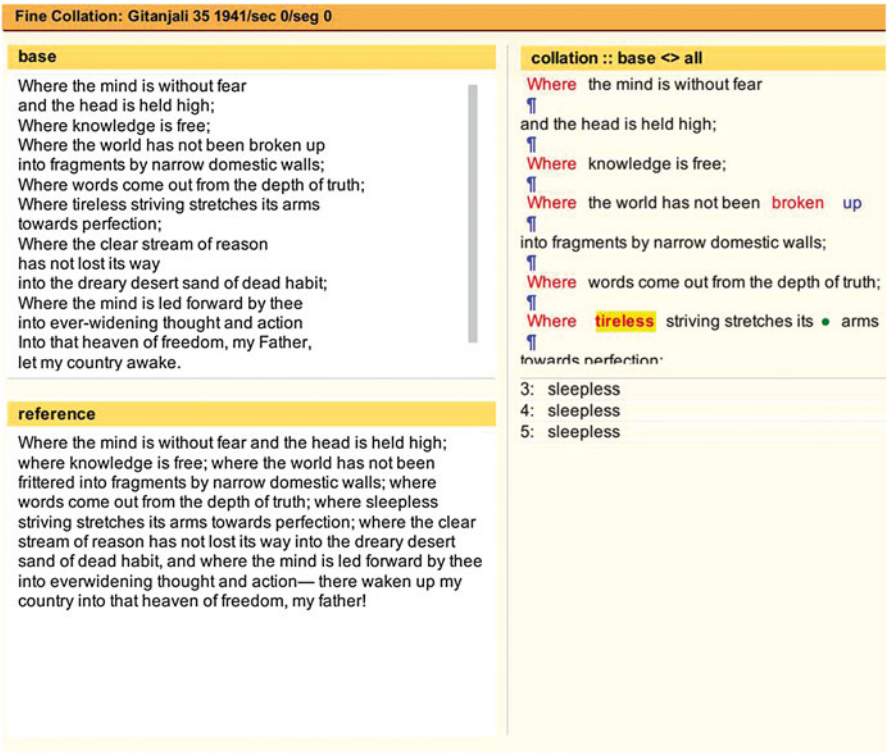 Fine Collation: Gitanjali 35 1941/sec 0/seg 0
base
Where the mind is without fear
and the head is held high;
Where knowledge is free;
Where the world has not been broken up
into fragments by narrow domestic walls;
Where words come out from the depth of truth;
Where tireless striving stretches its arms
towards perfection;
Where the clear stream of reason
has not lost its way
into the dreary desert sand of dead habit;
Where the mind is led forward by thee
into ever-widening thought and action
Into that heaven of freedom, my Father,
let my country awake.
reference
Where the mind is without fear and the head is held high;
where knowledge is free; where the world has not been
frittered into fragments by narrow domestic walls; where
words come out from the depth of truth; where sleepless
striving stretches its arms towards perfection; where the clear
stream of reason has not lost its way into the dreary desert
sand of dead habit, and where the mind is led forward by thee
into everwidening thought and action— there waken up my
country into that heaven of freedom, my father!
collation :: base <> all
Where the mind is without fear
¶
and the head is held high;
¶
Where knowledge is free;
¶
Where the world has not been broken up
¶
into fragments by narrow domestic walls;
¶
Where words come out from the depth of truth;
¶
Where tireless striving stretches its • arms
¶
towards perfection;
3: sleepless
4: sleepless
5: sleepless